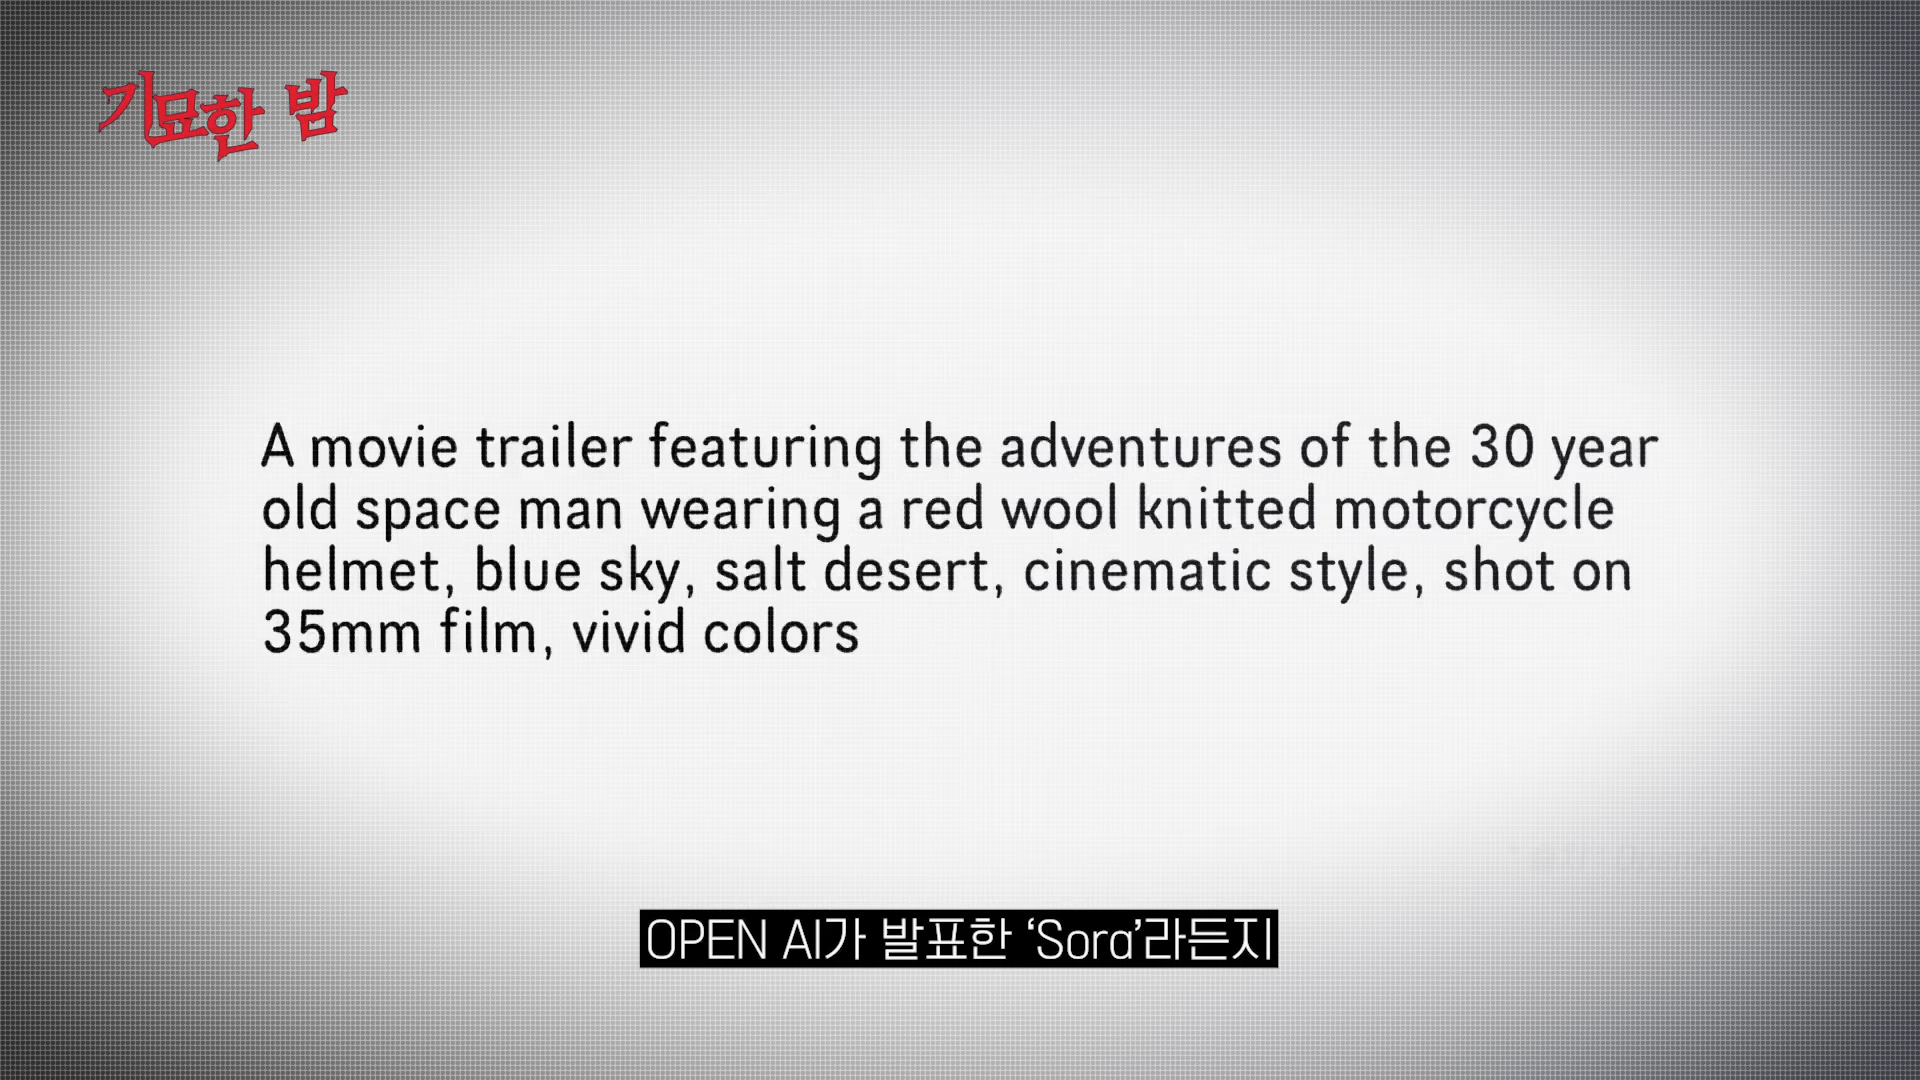 기묘한 밤
A movie trailer featuring the adventures of the 30 year
old space man wearing a red wool knitted motorcycle
helmet, blue sky, salt desert, cinematic style, shot on
35mm film, vivid colors
OPEN AI가 발표한 ‘Sora’라든지